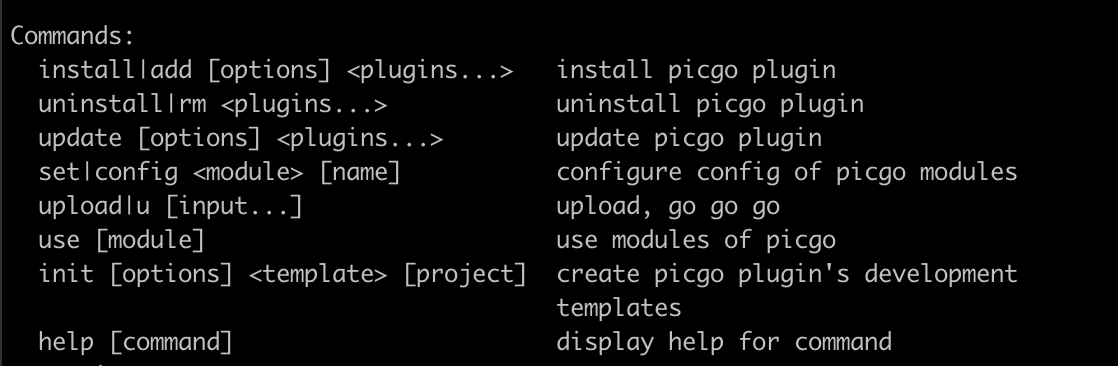 Commands:
install|add [options] <plugins...> install picgo plugin
uninstall|rm <plugins...> uninstall picgo plugin
update [options] <plugins...> update picgo plugin
set|config <module> [name] configure config of picgo modules
upload|u [input...] upload, go go go
use [module] use modules of picgo
init [options] <template> [project] create picgo plugin's development
templates
help [command] display help for command